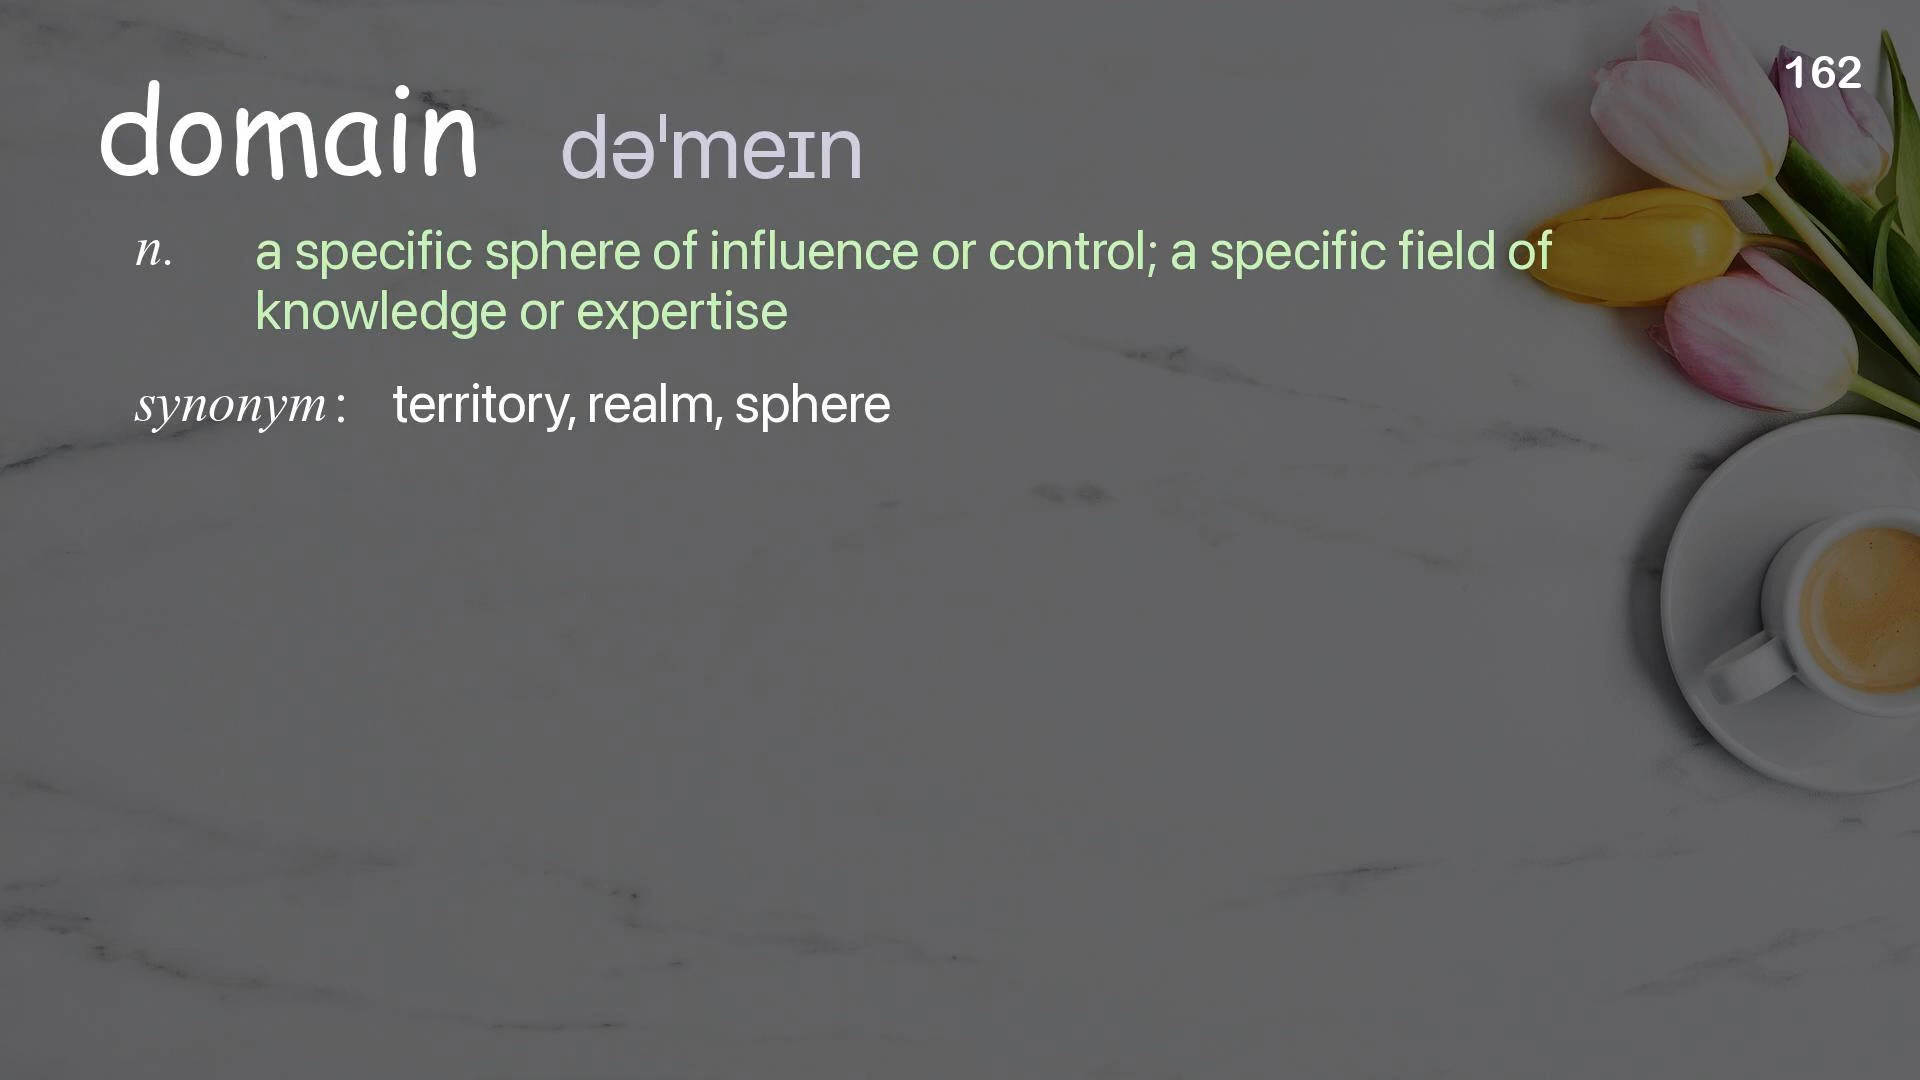 162
domain dəˈmeɪn
n. a specific sphere of influence or control; a specific field of
knowledge or expertise
synonym: territory, realm, sphere